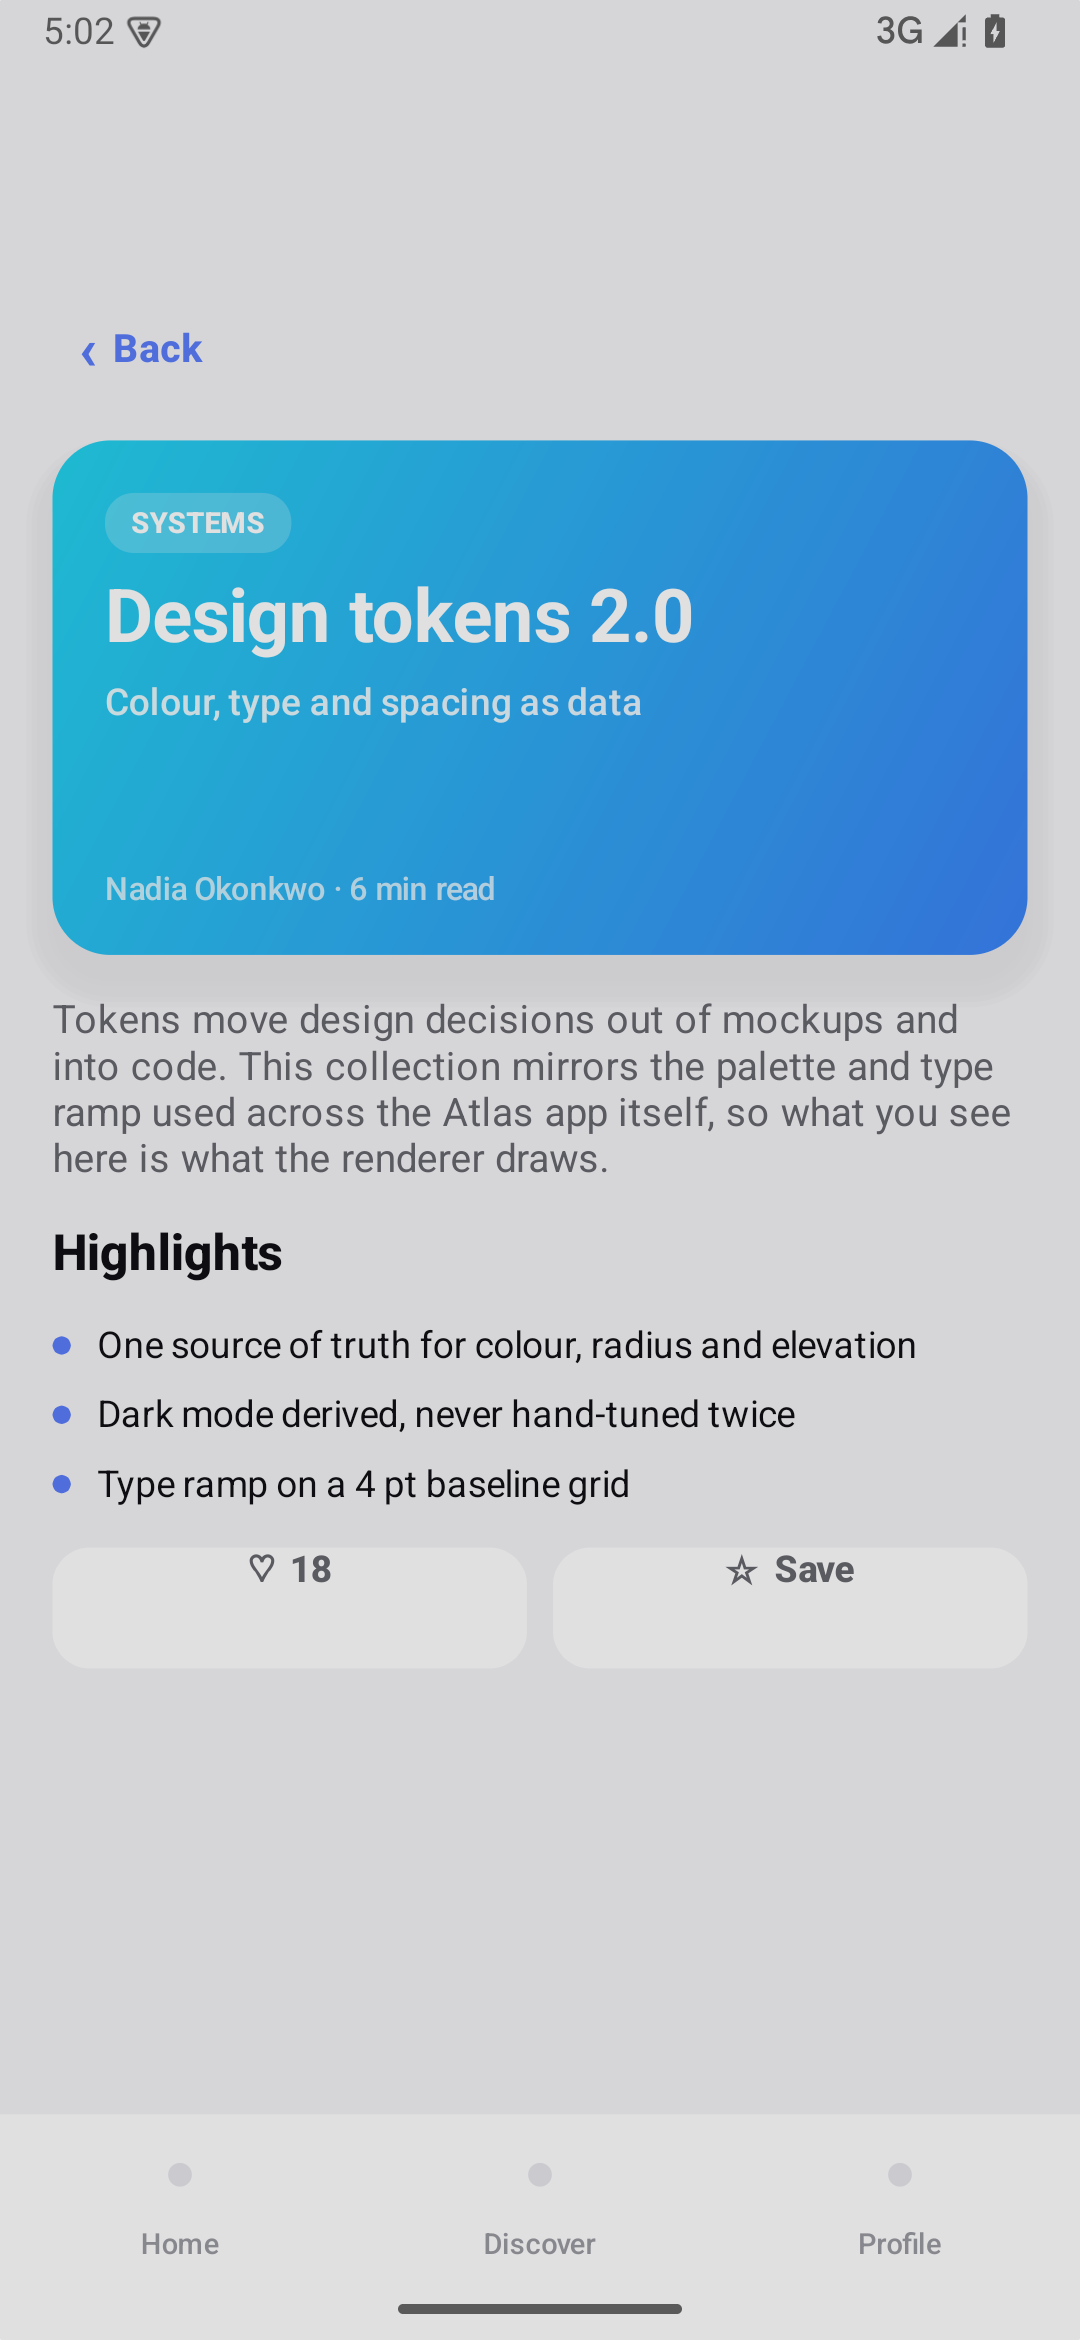 5:02
3G
‹ Back
SYSTEMS
Design tokens 2.0
Colour, type and spacing as data
Nadia Okonkwo · 6 min read
Tokens move design decisions out of mockups and
into code. This collection mirrors the palette and type
ramp used across the Atlas app itself, so what you see
here is what the renderer draws.
Highlights
One source of truth for colour, radius and elevation
Dark mode derived, never hand-tuned twice
Type ramp on a 4 pt baseline grid
♡ 18
☆ Save
Home
Discover
Profile